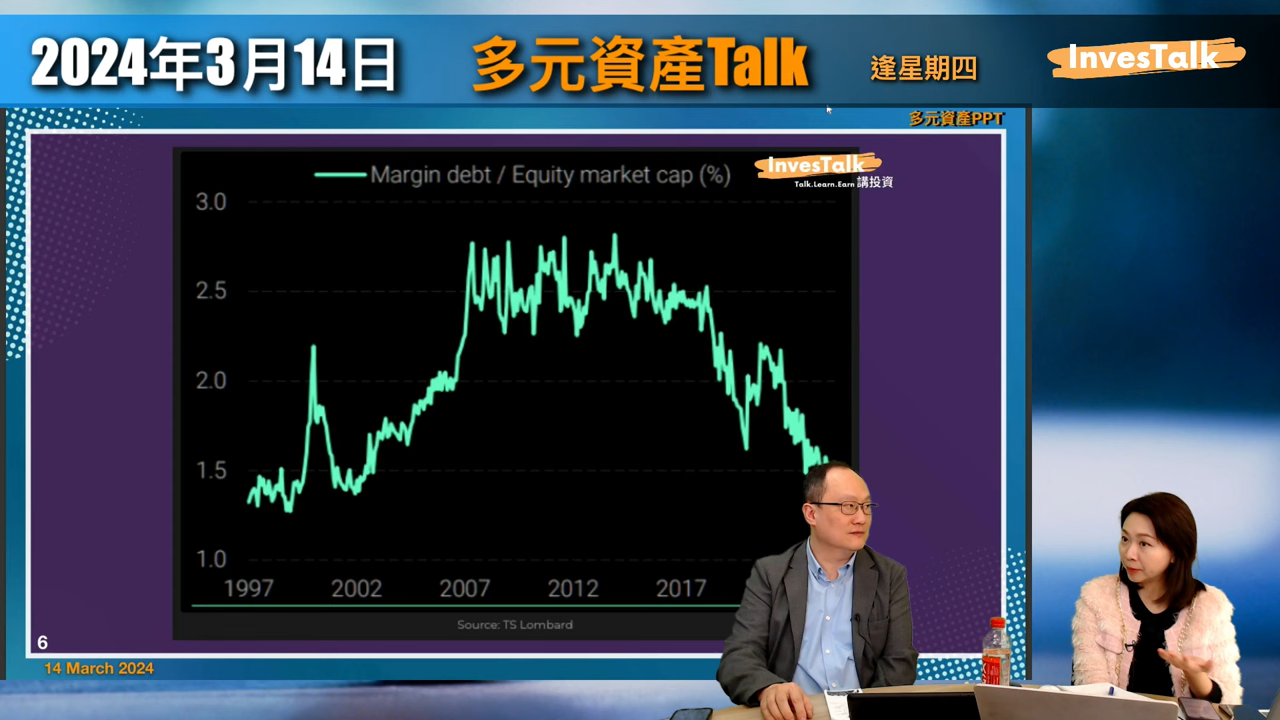 2024年3月14日
多元資產Talk
逢星期四
InvesTalk
多元資產PPT
Margin debt / Equity market cap (%)
InvesTalk
Talk.Learn.Earn 講投資
3.0
2.5
2.0
1.5
1.0
1997
2002
2007
2012
2017
Source: TS Lombard
6
14 March 2024